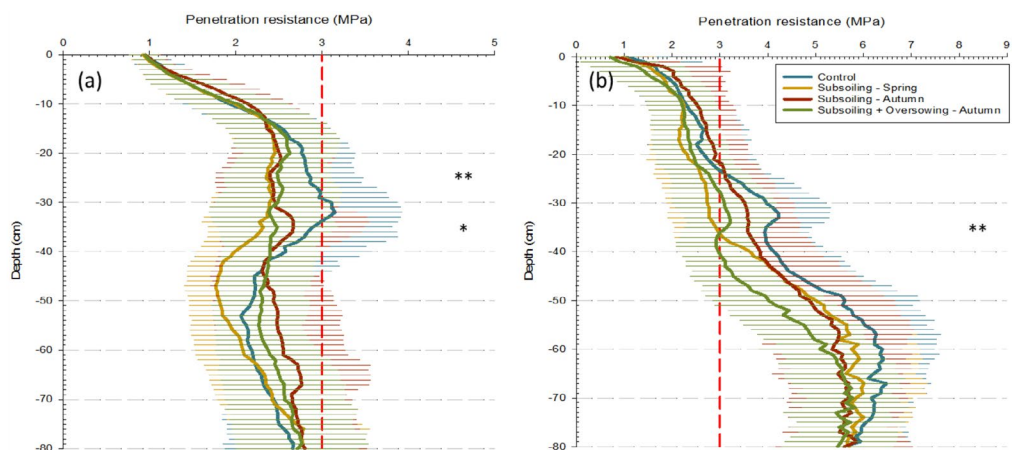 Penetration resistance (MPa)
0 1 2 3 4 5
(a)
Depth(cm)
0
-10
-20
-30
-40
-50
-60
-70
-80
**
*
Penetration resistance (MPa)
0 1 2 3 4 5 6 7 8 9
(b)
Control
Subsoiling - Spring
Subsoiling - Autumn
Subsoiling + Oversowing - Autumn
Depth(cm)
0
-10
-20
-30
-40
-50
-60
-70
-80
**